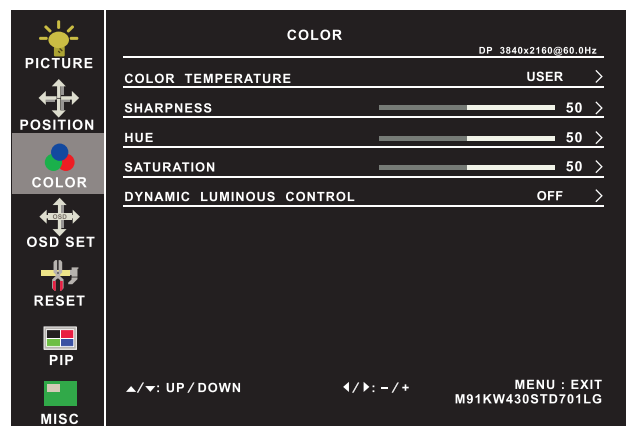 PICTURE
POSITION
COLOR
OSD
OSD SET
RESET
PIP
MISC
COLOR
DP 3840x2160@60.0Hz
COLOR TEMPERATURE USER >
SHARPNESS 50 >
HUE 50 >
SATURATION 50 >
DYNAMIC LUMINOUS CONTROL OFF >
▲/▼: UP / DOWN ◀/▶: – / + MENU : EXIT
M91KW430STD701LG